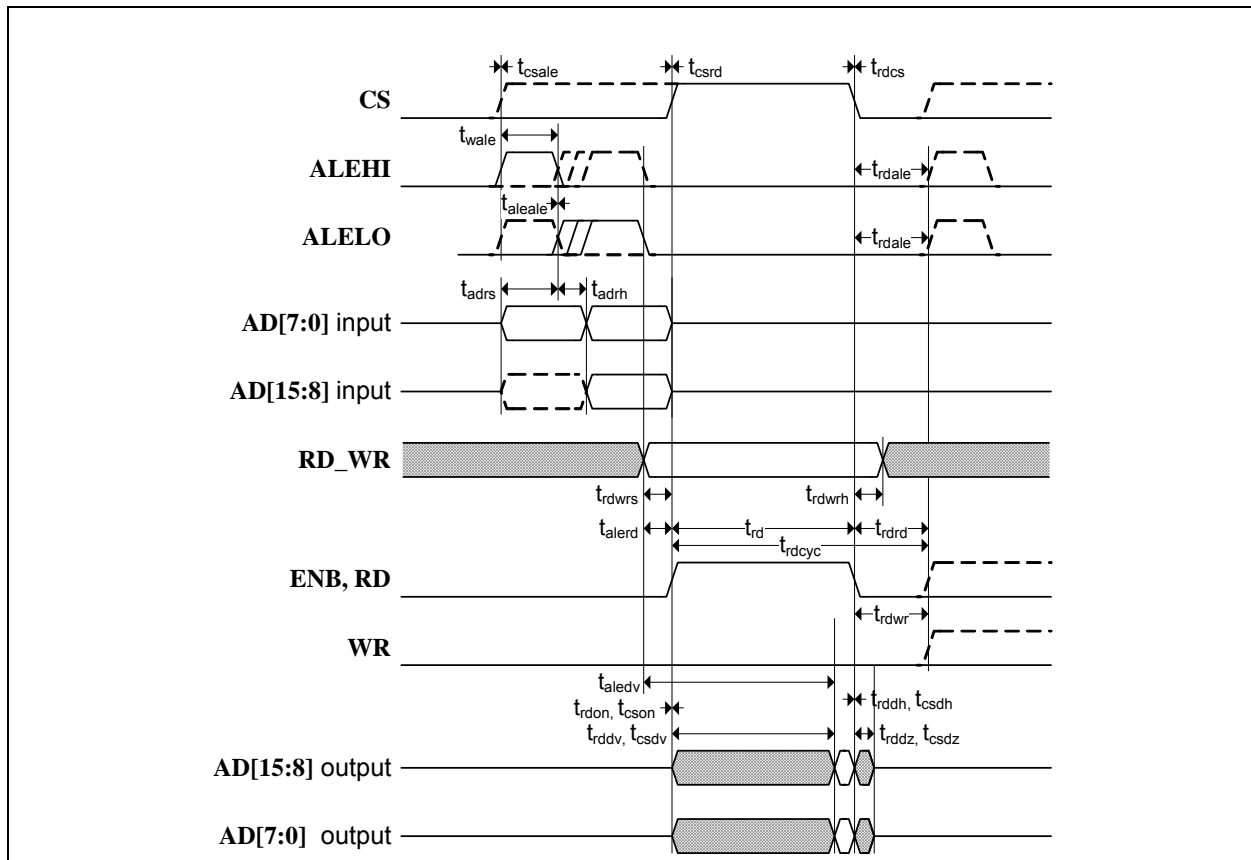 tcsale
tcsrd
trdcs
CS
twale
ALEHI
trdale
taleale
ALELO
trdale
tadrs
tadrh
AD[7:0] input
AD[15:8] input
RD_WR
trdwrs
trdwrh
talerd
trd
trdrd
trdcyc
ENB, RD
trdwr
WR
taledv
trdon, tcson
trddh, tcsdh
trddv, tcsdv
trddz, tcsdz
AD[15:8] output
AD[7:0] output